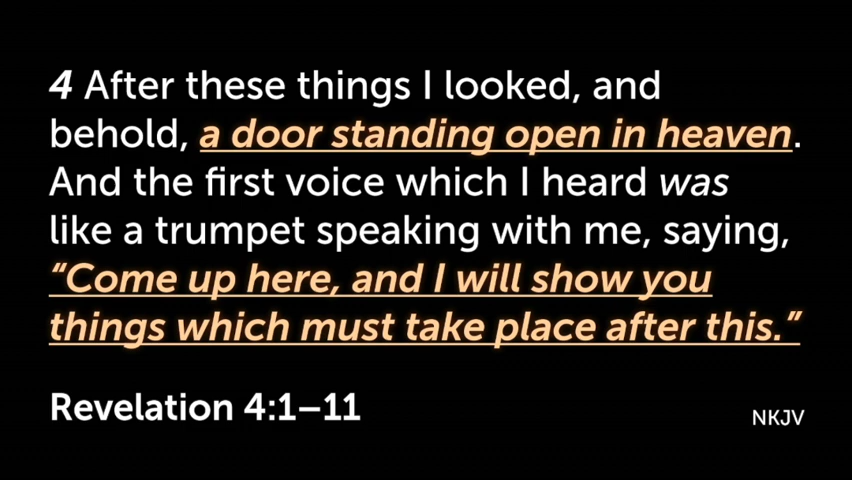 4 After these things I looked, and
behold, a door standing open in heaven.
And the first voice which I heard was
like a trumpet speaking with me, saying,
“Come up here, and I will show you
things which must take place after this.”
Revelation 4:1–11
NKJV